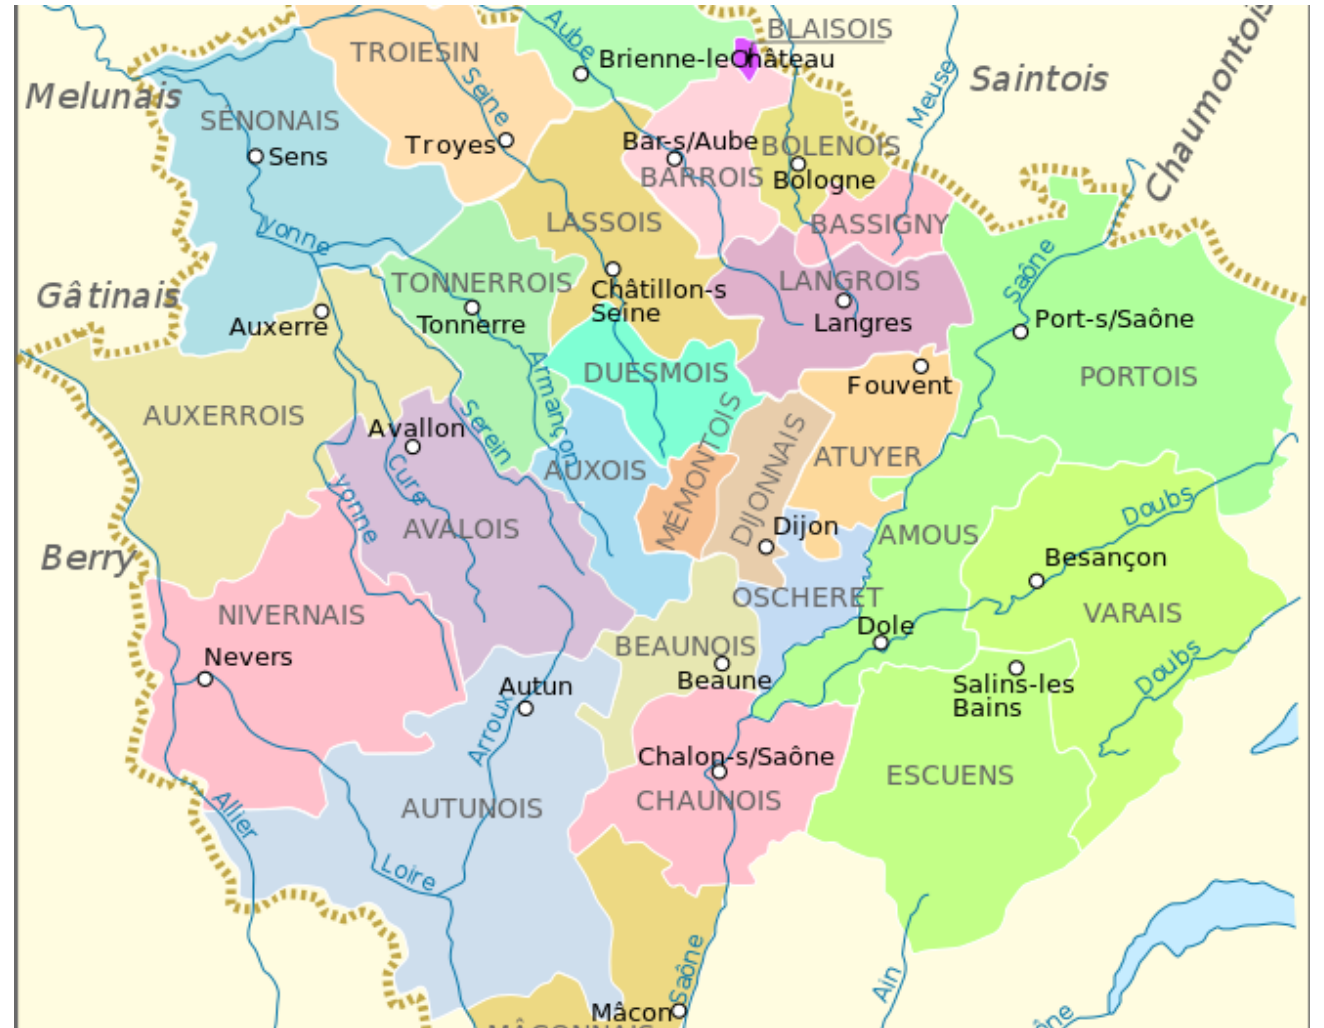 BLAISOIS
TROIESIN
Aube
Brienne-leChâteau
Seine
Meuse
Saintois
Melunais
Chaumontois
SENONAIS
Sens
Troyes
Bar-s/Aube
BOLENOIS
BARROIS
Bologne
LASSOIS
BASSIGNY
yonne
Saône
TONNERROIS
LANGROIS
Gâtinais
Châtillon-s
Seine
Auxerre
Tonnerre
Langres
Port-s/Saône
DUESMOIS
Fouvent
PORTOIS
Armançon
AUXERROIS
Avallon
Serein
MÉMONTOIS
DIJONNAIS
ATUYER
AUXOIS
Cure
yonne
Doubs
AVALOIS
Dijon
AMOUS
Berry
Besançon
OSCHERET
NIVERNAIS
VARAIS
Dole
BEAUNOIS
Nevers
Beaune
Autun
Salins-les
Bains
Doubs
Arroux
Chalon-s/Saône
ESCUENS
CHAUNOIS
AUTUNOIS
Allier
Loire
Saône
Ain
Mâcon
MÂCONNAIS